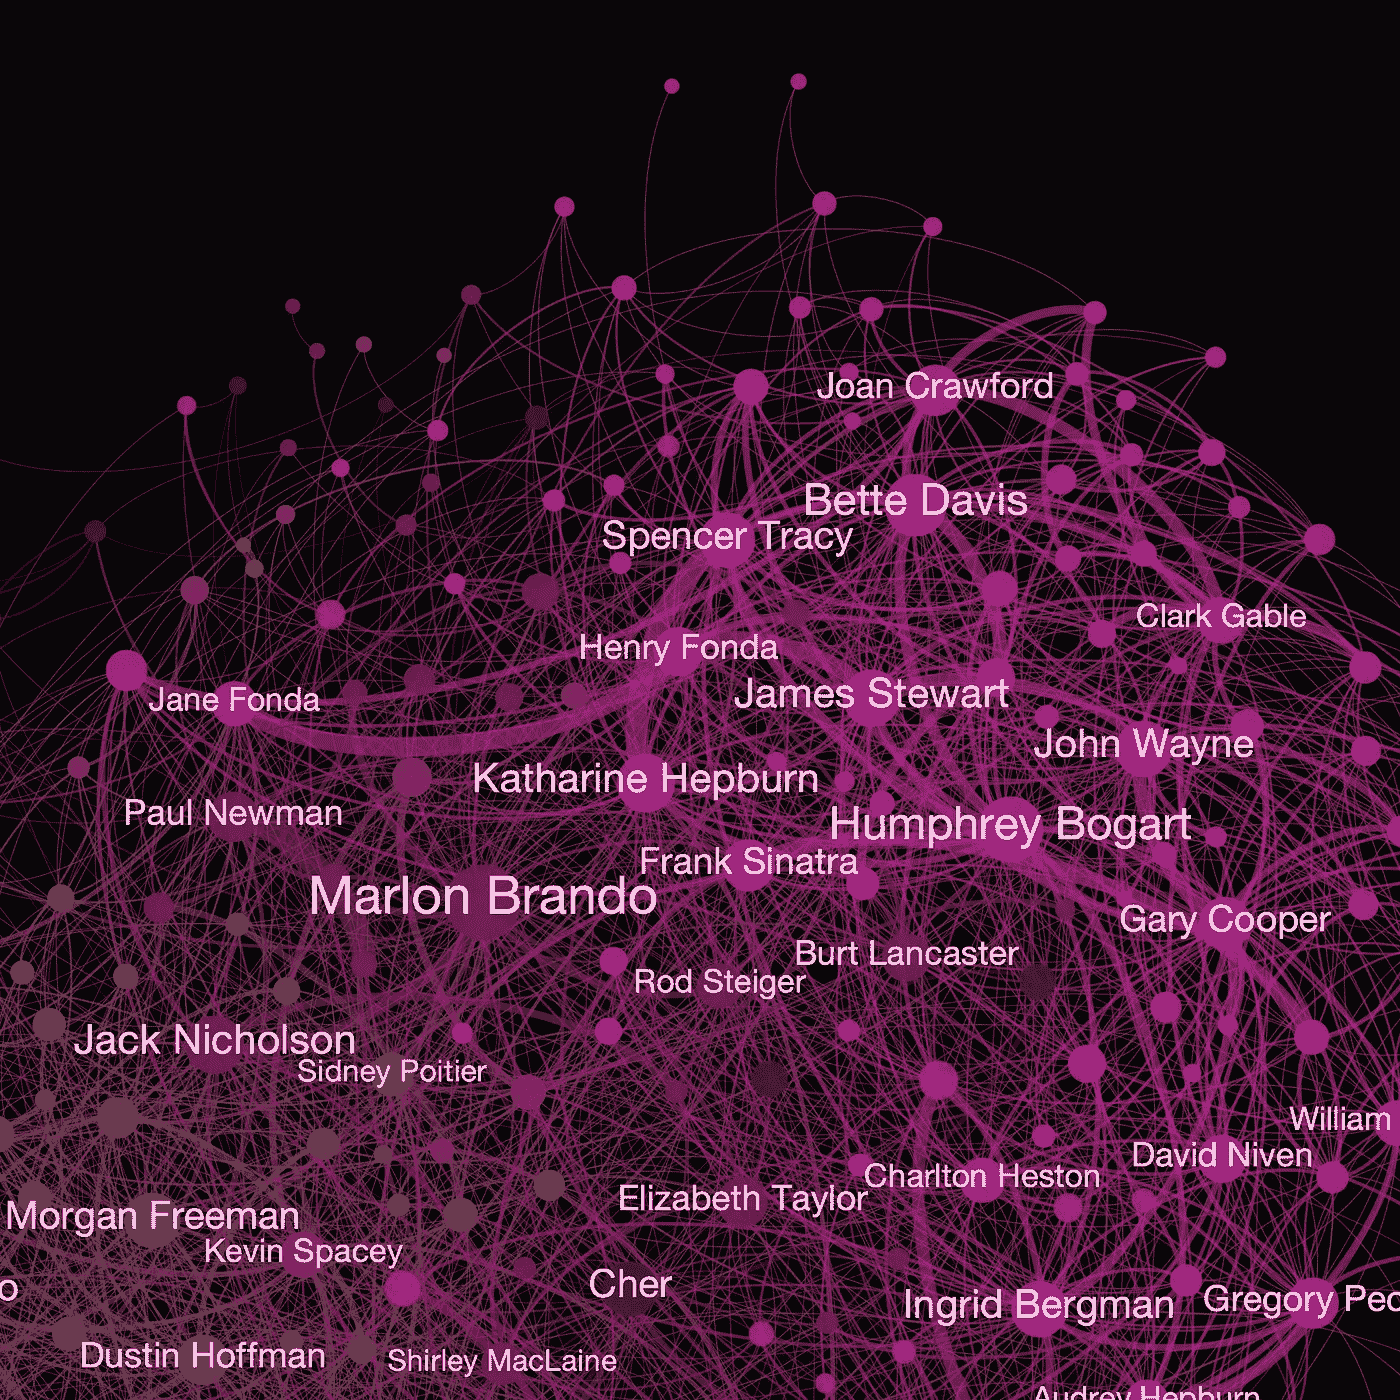 Joan Crawford
Bette Davis
Spencer Tracy
Clark Gable
Henry Fonda
James Stewart
Jane Fonda
John Wayne
Katharine Hepburn
Paul Newman
Humphrey Bogart
Frank Sinatra
Marlon Brando
Gary Cooper
Burt Lancaster
Rod Steiger
Jack Nicholson
Sidney Poitier
William
David Niven
Charlton Heston
Elizabeth Taylor
Morgan Freeman
Kevin Spacey
Cher
o
Ingrid Bergman
Gregory Pec
Dustin Hoffman
Shirley MacLaine
Audrey Hepburn